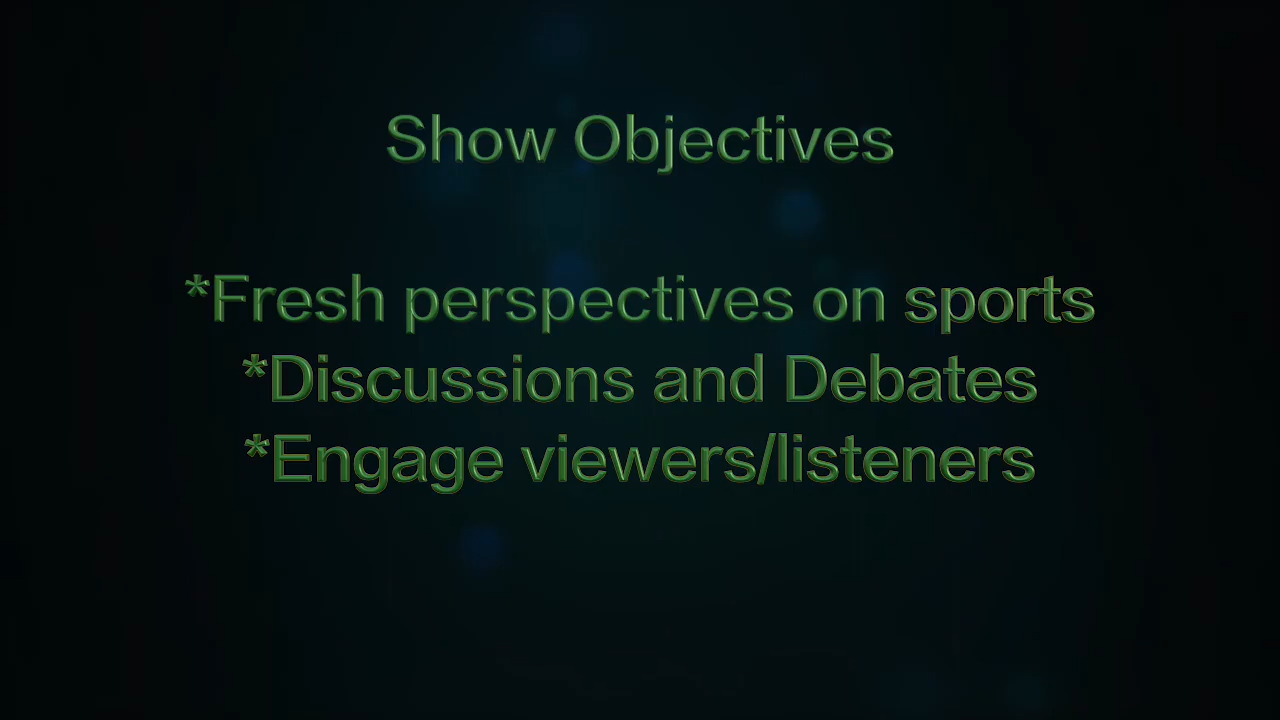 Show Objectives
*Fresh perspectives on sports
*Discussions and Debates
*Engage viewers/listeners